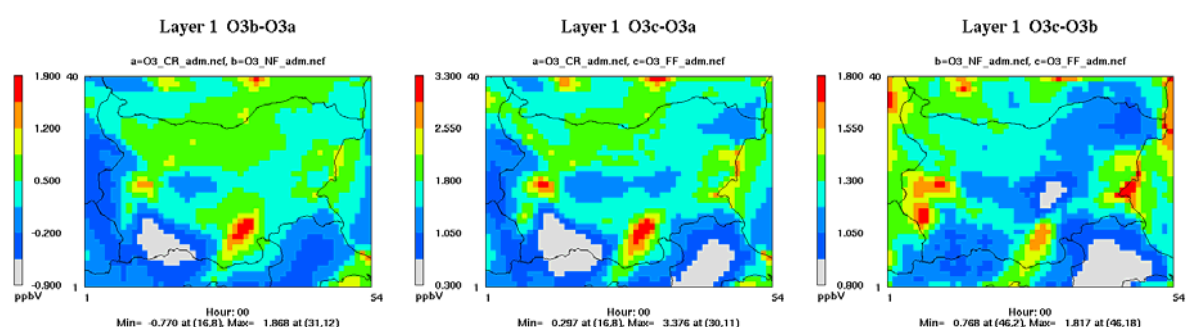 Layer 1 O3b-O3a
a=O3_CR_adm.ncf, b=O3_NF_adm.ncf
1.900
1.200
0.500
-0.200
-0.900
ppbV
40
1
1
54
Hour: 00
Min= -0.770 at (16,8), Max= 1.868 at (31,12)
Layer 1 O3c-O3a
a=O3_CR_adm.ncf, c=O3_FF_adm.ncf
3.300
2.550
1.800
1.050
0.300
ppbV
40
1
1
54
Hour: 00
Min= 0.297 at (16,8), Max= 3.376 at (30,11)
Layer 1 O3c-O3b
b=O3_NF_adm.ncf, c=O3_FF_adm.ncf
1.800
1.550
1.300
1.050
0.800
ppbV
40
1
1
54
Hour: 00
Min= 0.768 at (46,2), Max= 1.817 at (46,18)